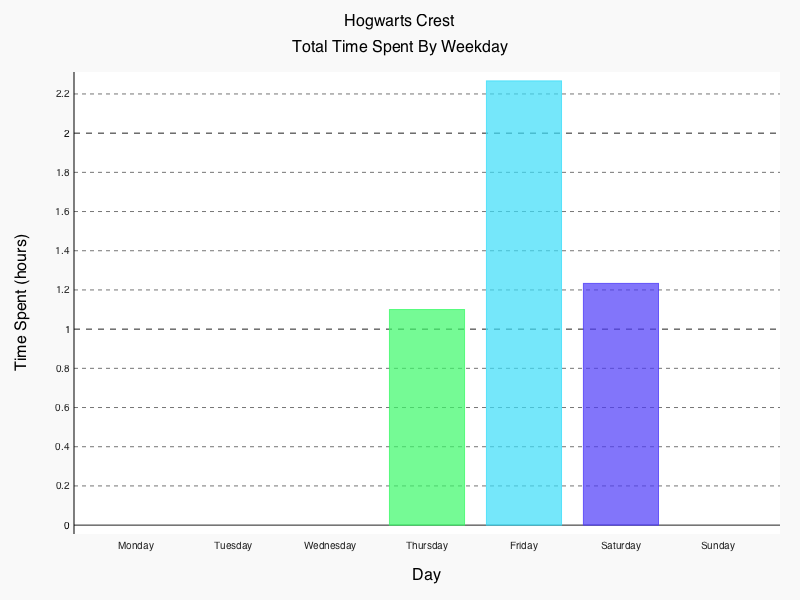 Hogwarts Crest
Total Time Spent By Weekday
Time Spent (hours)
2.2
2
1.8
1.6
1.4
1.2
1
0.8
0.6
0.4
0.2
0
Monday Tuesday Wednesday Thursday Friday Saturday Sunday
Day